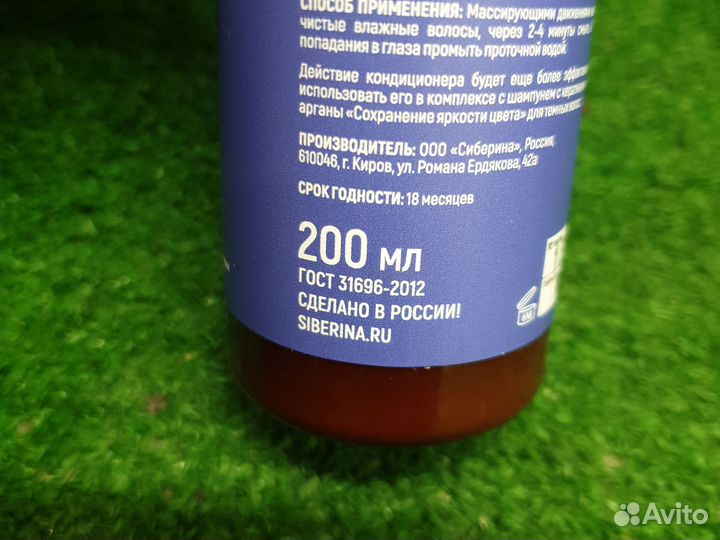 СПОСОБ ПРИМЕНЕНИЯ: Массирующими движениями
чистые влажные волосы, через 2-4 минуты
попадания в глаза промыть проточной водой.
Действие кондиционера будет еще более
использовать его в комплексе с шампунем с
арганы «Сохранение яркости цвета» для темных волос.
ПРОИЗВОДИТЕЛЬ: ООО «Сиберина», Россия,
610046, г. Киров, ул. Романа Ердякова, 42а
СРОК ГОДНОСТИ: 18 месяцев
200 мл
ГОСТ 31696-2012
СДЕЛАНО В РОССИИ!
SIBERINA.RU
6M
Avito